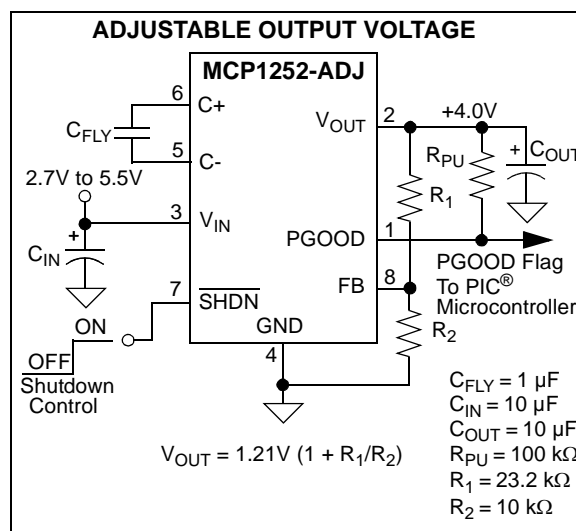 ADJUSTABLE OUTPUT VOLTAGE
MCP1252-ADJ
6
C+
CFLY
5
C-
2.7V to 5.5V
3
VIN
CIN
7
SHDN
ON
OFF
Shutdown
Control
GND
4
VOUT
2
+4.0V
RPU
+
COUT
R1
1
PGOOD
PGOOD Flag
To PIC®
Microcontroller
8
FB
R2
+
VOUT = 1.21V (1 + R1/R2)
CFLY = 1 µF
CIN = 10 µF
COUT = 10 µF
RPU = 100 kΩ
R1 = 23.2 kΩ
R2 = 10 kΩ